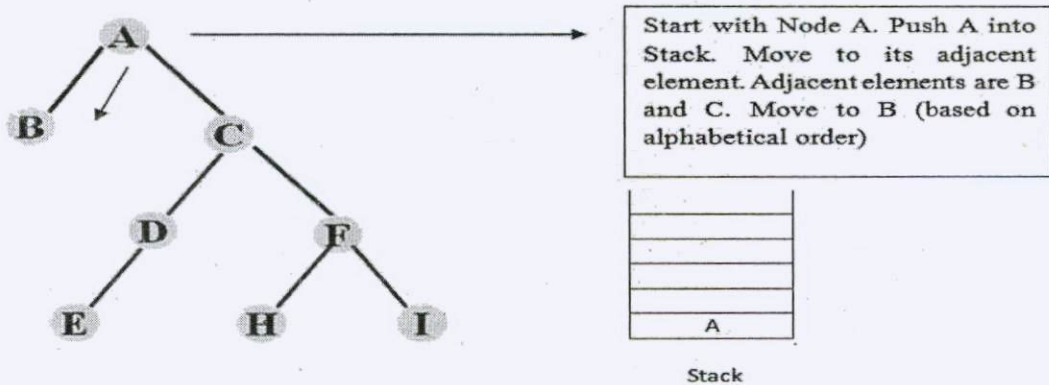 A
Start with Node A. Push A into
Stack. Move to its adjacent
element. Adjacent elements are B
and C. Move to B (based on
alphabetical order)
B
C
D
F
E
H
I
A
Stack